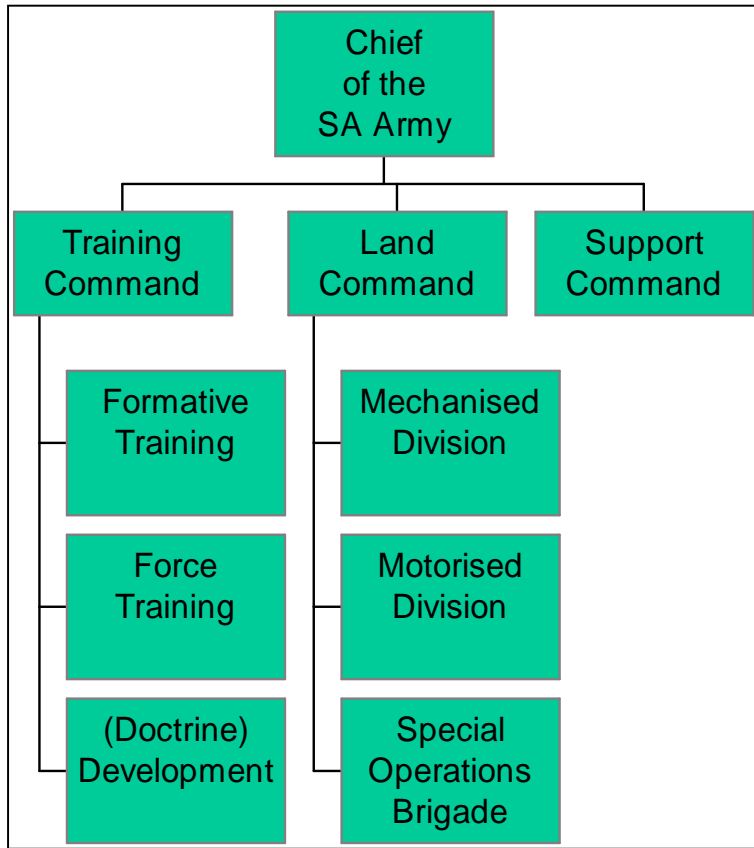 Chief
of the
SA Army
Training
Command
Land
Command
Support
Command
Formative
Training
Mechanised
Division
Force
Training
Motorised
Division
(Doctrine)
Development
Special
Operations
Brigade